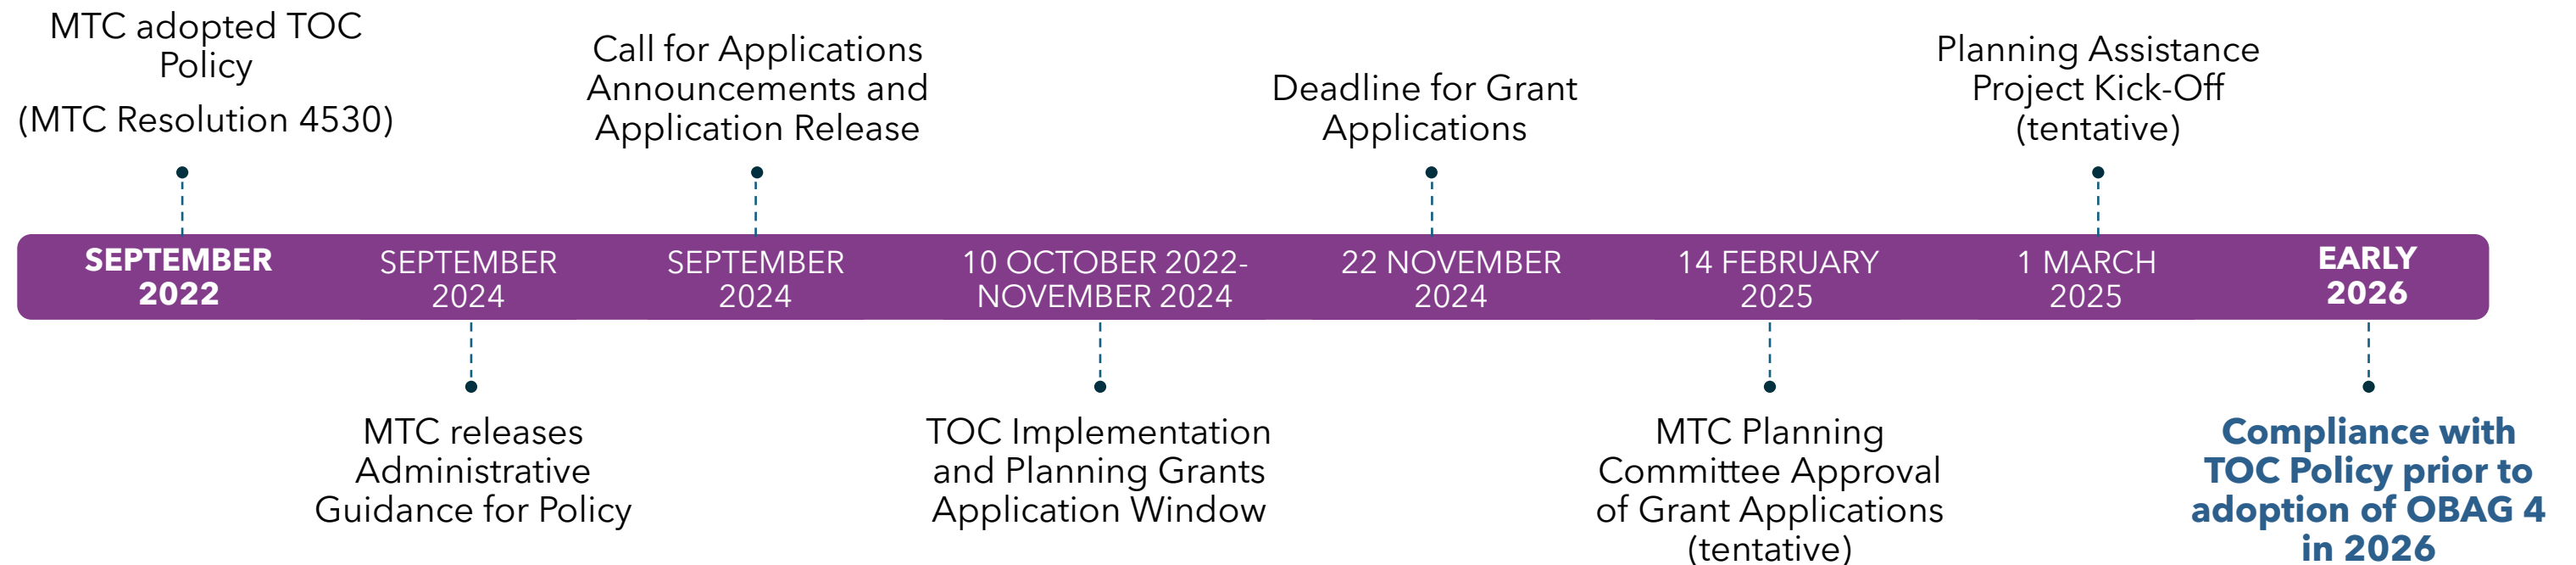 MTC adopted TOC
Policy
(MTC Resolution 4530)
Call for Applications
Announcements and
Application Release
Deadline for Grant
Applications
Planning Assistance
Project Kick-Off
(tentative)
SEPTEMBER
2022
SEPTEMBER
2024
SEPTEMBER
2024
10 OCTOBER 2022-
NOVEMBER 2024
22 NOVEMBER
2024
14 FEBRUARY
2025
1 MARCH
2025
EARLY
2026
MTC releases
Administrative
Guidance for Policy
TOC Implementation
and Planning Grants
Application Window
MTC Planning
Committee Approval
of Grant Applications
(tentative)
Compliance with
TOC Policy prior to
adoption of OBAG 4
in 2026